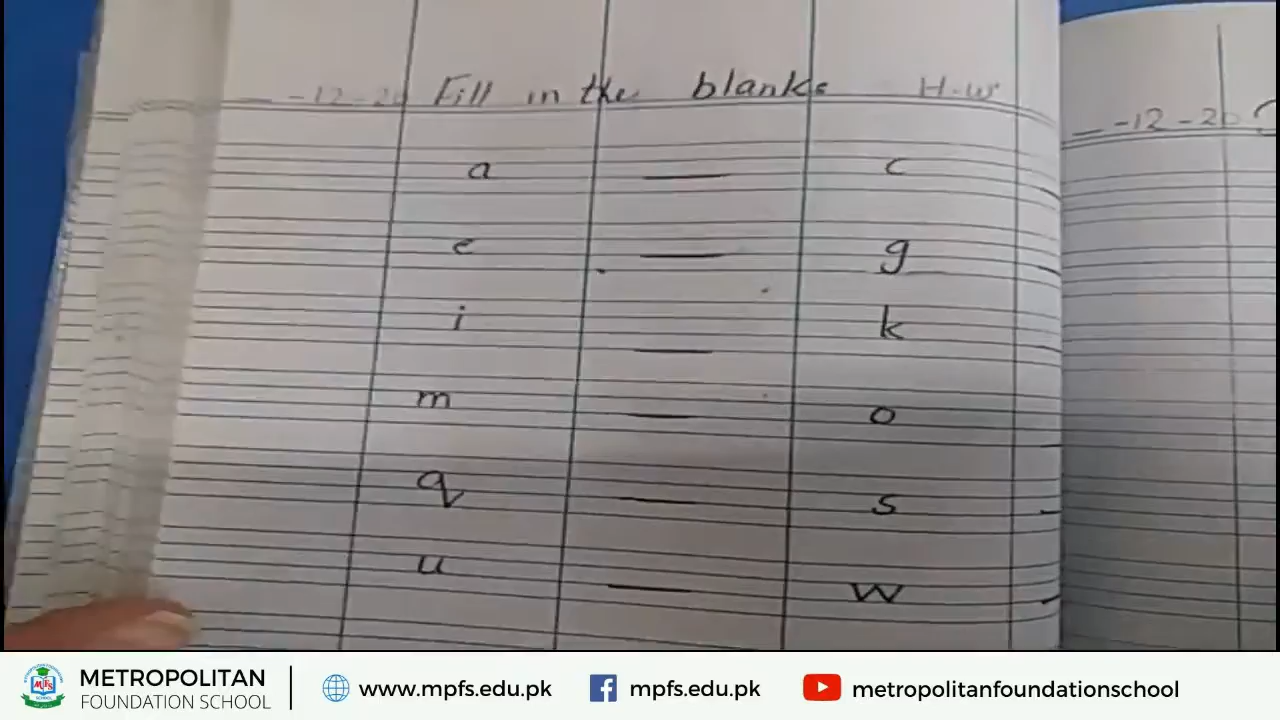 -12-20 Fill in the blanks H.w
a ___ c
e ___ g
i ___ k
m ___ o
q ___ s
u ___ w
_ -12-20
METROPOLITAN
FOUNDATION SCHOOL
www.mpfs.edu.pk
mpfs.edu.pk
metropolitanfoundationschool